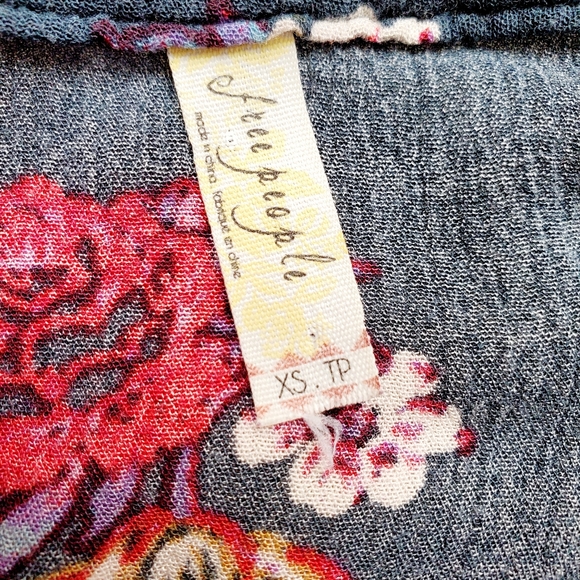 free people
made in china fabriqué en chine
XS . TP